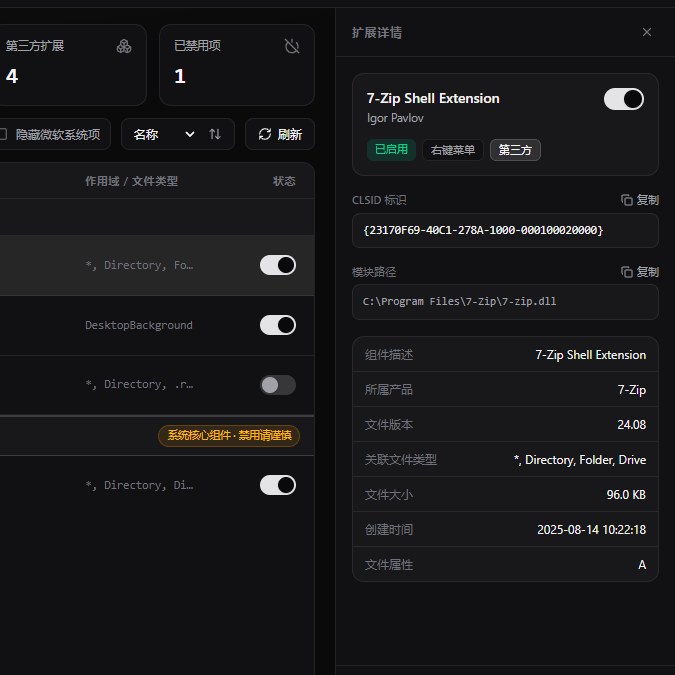 第三方扩展
4
已禁用项
1
隐藏微软系统项
名称
刷新
作用域 / 文件类型
状态
*, Directory, Fo…
DesktopBackground
*, Directory, .r…
系统核心组件 · 禁用请谨慎
*, Directory, Di…
扩展详情
7-Zip Shell Extension
Igor Pavlov
已启用
右键菜单
第三方
CLSID 标识
复制
{23170F69-40C1-278A-1000-000100020000}
模块路径
复制
C:\Program Files\7-Zip\7-zip.dll
组件描述 7-Zip Shell Extension
所属产品 7-Zip
文件版本 24.08
关联文件类型 *, Directory, Folder, Drive
文件大小 96.0 KB
创建时间 2025-08-14 10:22:18
文件属性 A